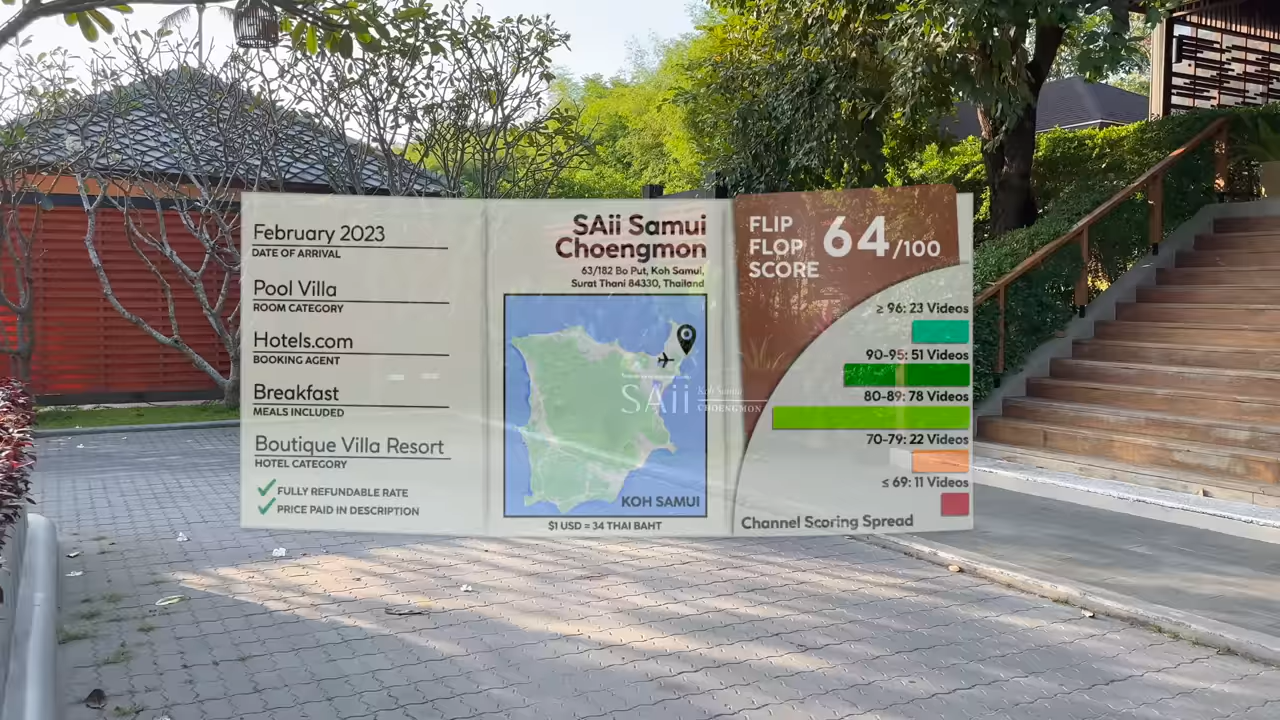 February 2023
DATE OF ARRIVAL
Pool Villa
ROOM CATEGORY
Hotels.com
BOOKING AGENT
Breakfast
MEALS INCLUDED
Boutique Villa Resort
HOTEL CATEGORY
FULLY REFUNDABLE RATE
PRICE PAID IN DESCRIPTION
SAii Samui
Choengmon
63/182 Bo Put, Koh Samui,
Surat Thani 84330, Thailand
SAii
Koh Samui
CHOENGMON
KOH SAMUI
$1 USD = 34 THAI BAHT
FLIP
FLOP
SCORE
64/100
≥ 96: 23 Videos
90-95: 51 Videos
80-89: 78 Videos
70-79: 22 Videos
≤ 69: 11 Videos
Channel Scoring Spread